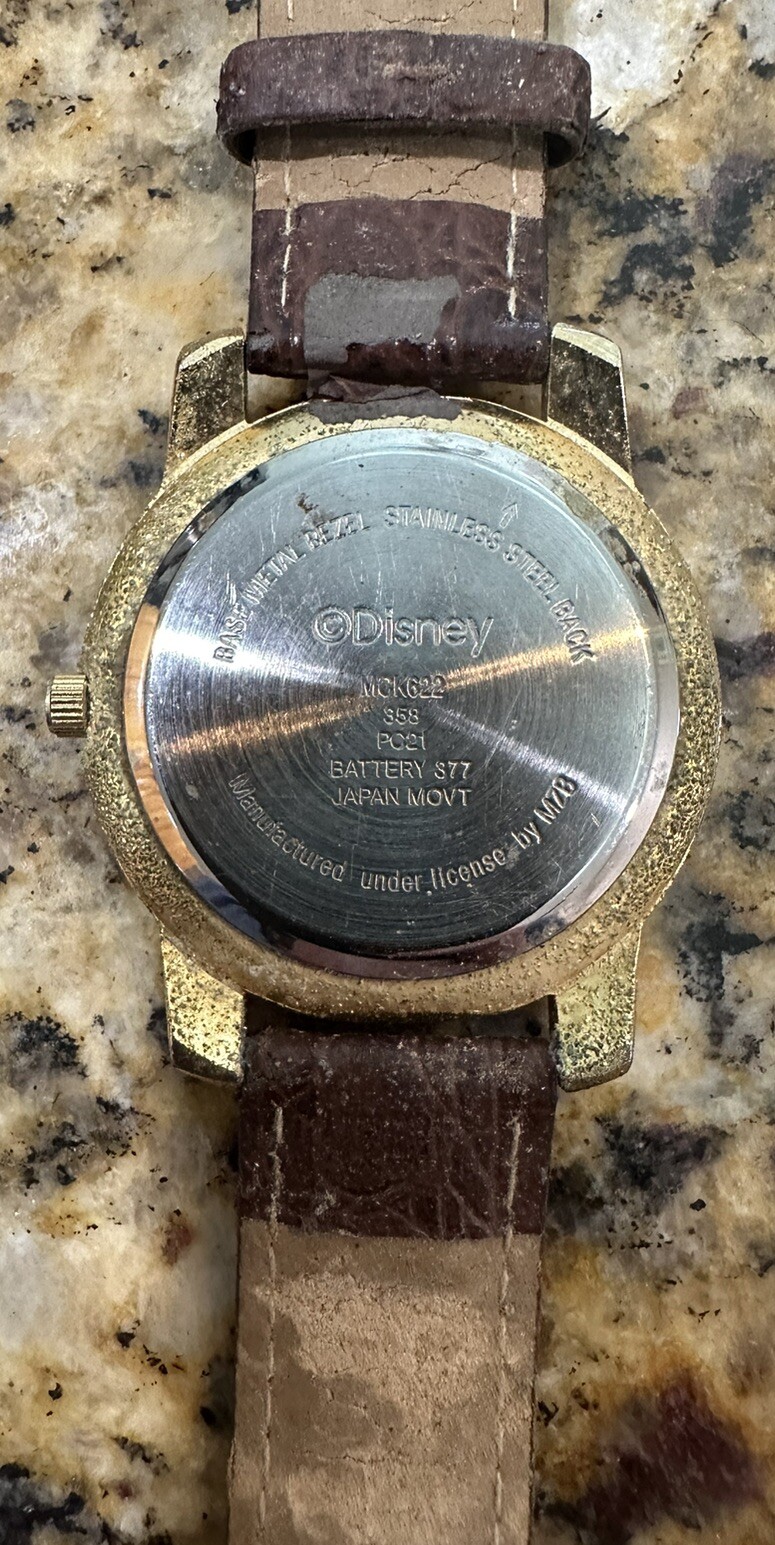 BASE METAL BEZEL STAINLESS STEEL BACK
©Disney
MCK622
358
PC21
BATTERY 377
JAPAN MOVT
Manufactured under license by MZB